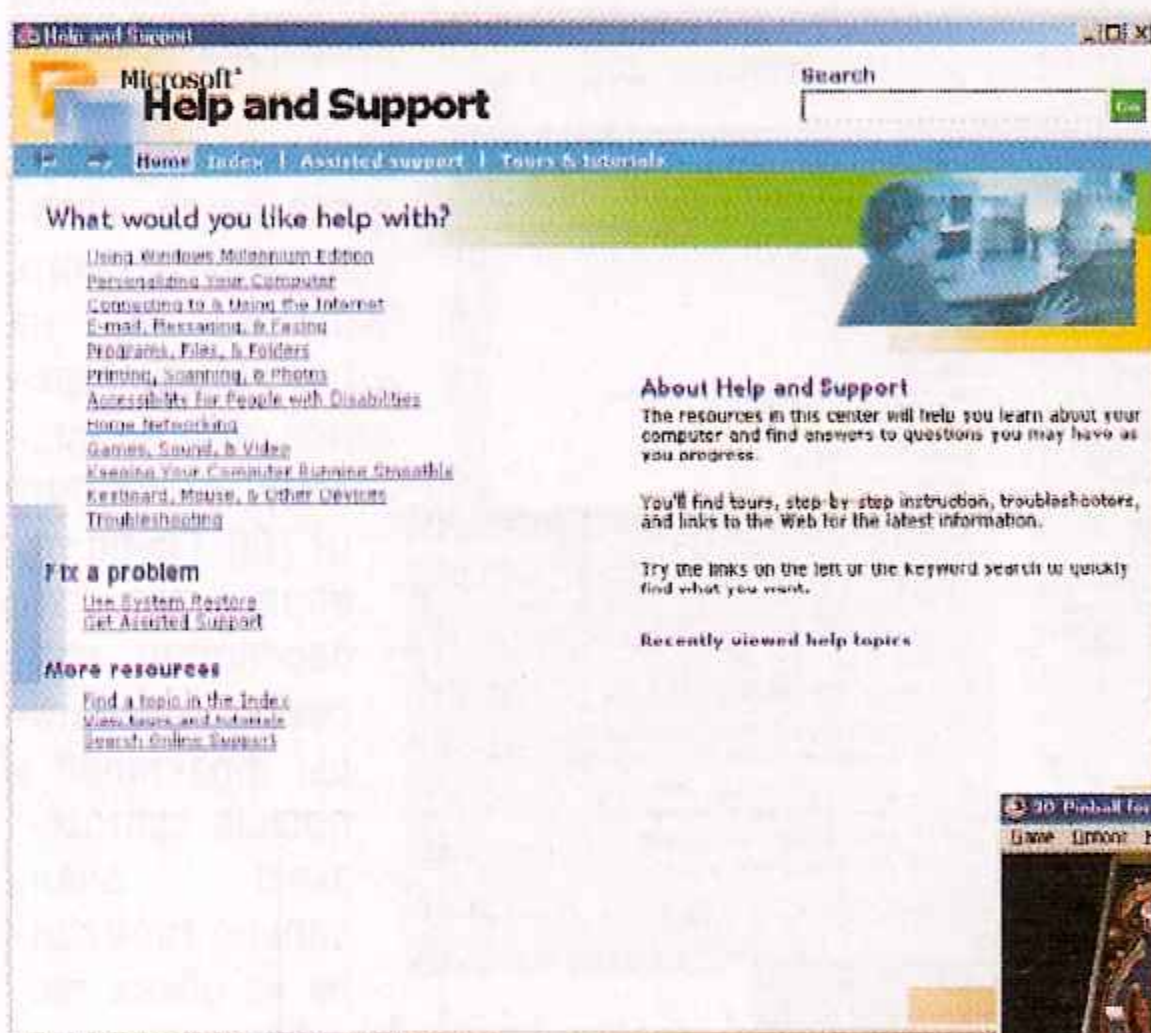 Help and Support
Microsoft®
Help and Support
Search
Go
Home Index | Assisted support | Tours & tutorials
What would you like help with?
Using Windows Millennium Edition
Personalizing Your Computer
Connecting to & Using the Internet
E-mail, Messaging, & Faxing
Programs, Files, & Folders
Printing, Scanning, & Photos
Accessibility for People with Disabilities
Home Networking
Games, Sound, & Video
Keeping Your Computer Running Smoothly
Keyboard, Mouse, & Other Devices
Troubleshooting
Fix a problem
Use System Restore
Get Assisted Support
More resources
Find a topic in the Index
View tours and tutorials
Search Online Support
About Help and Support
The resources in this center will help you learn about your
computer and find answers to questions you may have as
you progress.
You'll find tours, step-by-step instruction, troubleshooters,
and links to the Web for the latest information.
Try the links on the left or the keyword search to quickly
find what you want.
Recently viewed help topics
3D Pinball for
Game Options